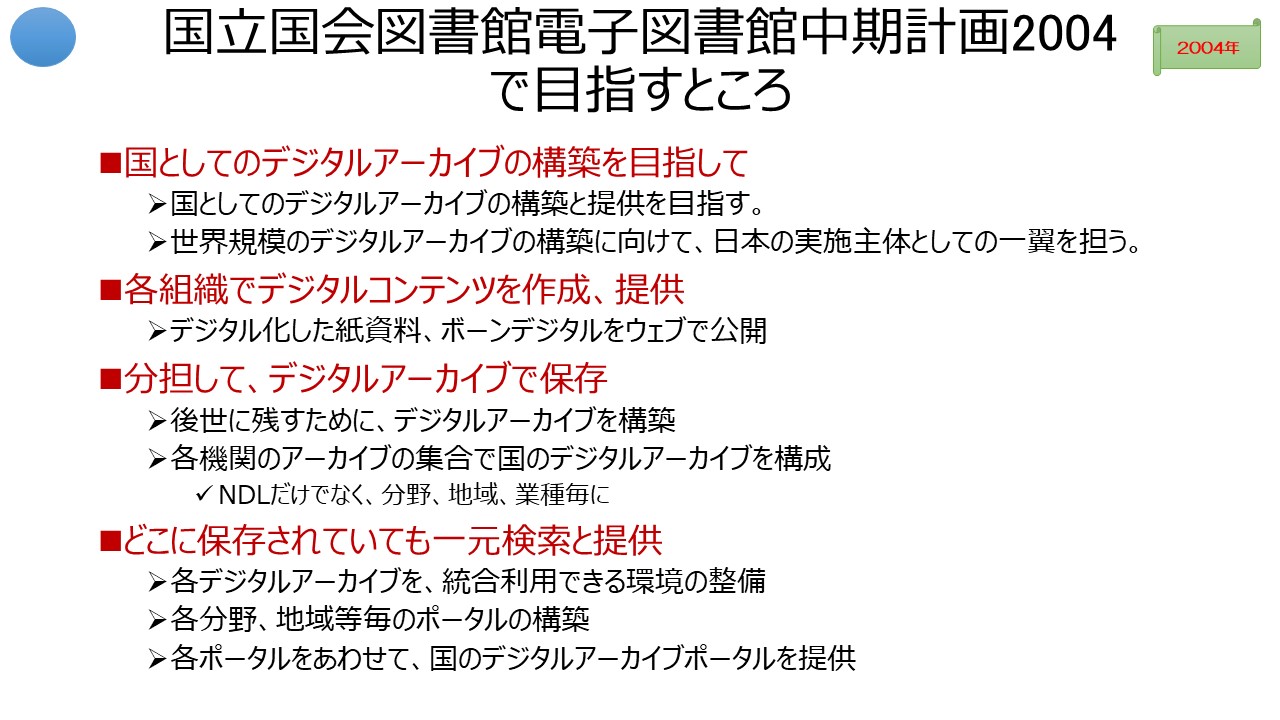 国立国会図書館電子図書館中期計画2004
で目指すところ
2004年
■国としてのデジタルアーカイブの構築を目指して
➢国としてのデジタルアーカイブの構築と提供を目指す。
➢世界規模のデジタルアーカイブの構築に向けて、日本の実施主体としての一翼を担う。
■各組織でデジタルコンテンツを作成、提供
➢デジタル化した紙資料、ボーンデジタルをウェブで公開
■分担して、デジタルアーカイブで保存
➢後世に残すために、デジタルアーカイブを構築
➢各機関のアーカイブの集合で国のデジタルアーカイブを構成
✓NDLだけでなく、分野、地域、業種毎に
■どこに保存されていても一元検索と提供
➢各デジタルアーカイブを、統合利用できる環境の整備
➢各分野、地域等毎のポータルの構築
➢各ポータルをあわせて、国のデジタルアーカイブポータルを提供